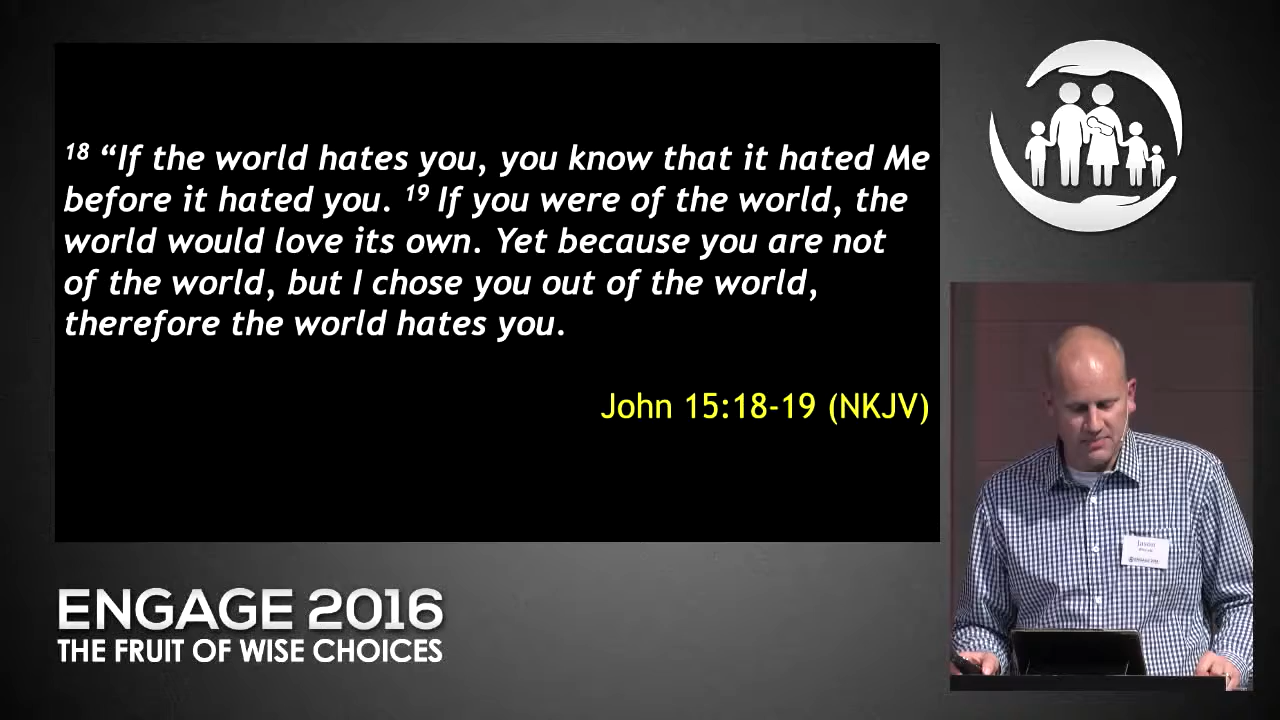 18 “If the world hates you, you know that it hated Me
before it hated you. 19 If you were of the world, the
world would love its own. Yet because you are not
of the world, but I chose you out of the world,
therefore the world hates you.
John 15:18-19 (NKJV)
ENGAGE 2016
THE FRUIT OF WISE CHOICES
Jason
ENGAGE 2016